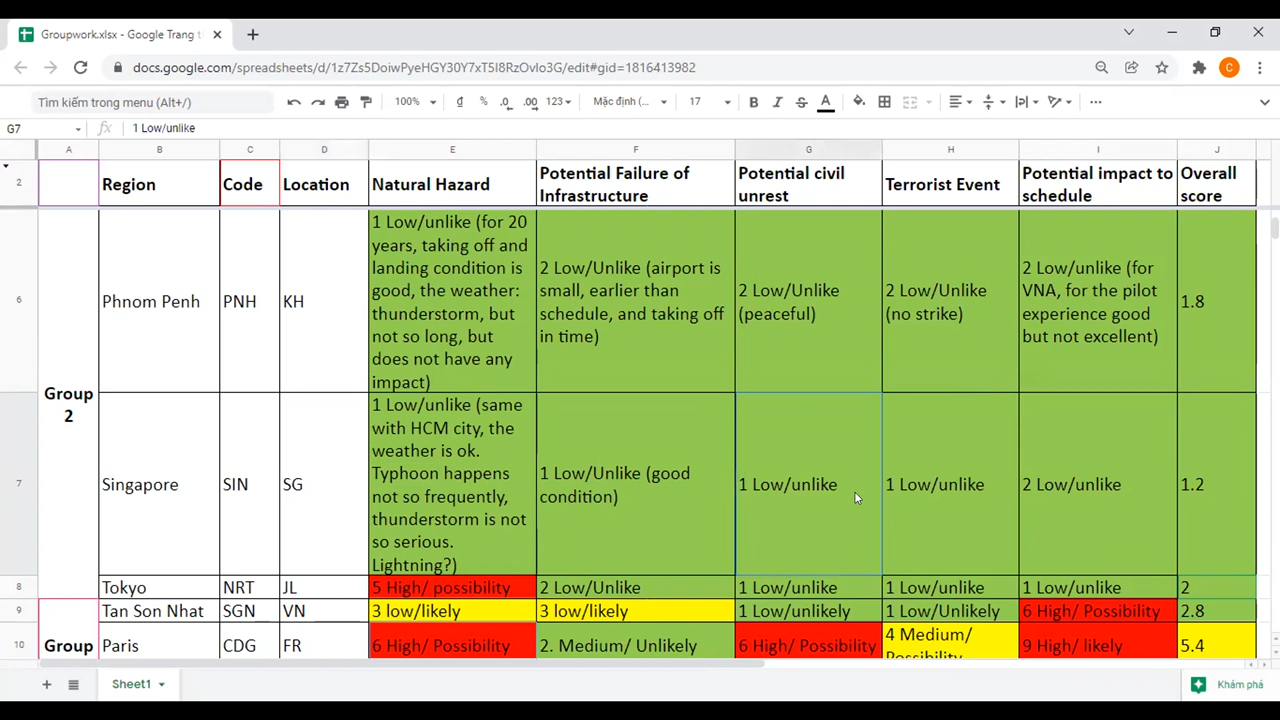 Groupwork.xlsx - Google Trang t
docs.google.com/spreadsheets/d/1z7Zs5DoiwPyeHGY30Y7xT5I8RzOvlo3G/edit#gid=1816413982
C
Tìm kiếm trong menu (Alt+/)
100%
đ
%
.0
.00
123
Mặc định (...
17
B
I
S
A
G7
fx
1 Low/unlike
A
B
C
D
E
F
G
H
I
J
2
Region
Code
Location
Natural Hazard
Potential Failure of
Infrastructure
Potential civil
unrest
Terrorist Event
Potential impact to
schedule
Overall
score
Group
2
6
Phnom Penh
PNH
KH
1 Low/unlike (for 20
years, taking off and
landing condition is
good, the weather:
thunderstorm, but
not so long, but
does not have any
impact)
2 Low/Unlike (airport is
small, earlier than
schedule, and taking off
in time)
2 Low/Unlike
(peaceful)
2 Low/Unlike
(no strike)
2 Low/unlike (for
VNA, for the pilot
experience good
but not excellent)
1.8
7
Singapore
SIN
SG
1 Low/unlike (same
with HCM city, the
weather is ok.
Typhoon happens
not so frequently,
thunderstorm is not
so serious.
Lightning?)
1 Low/Unlike (good
condition)
1 Low/unlike
1 Low/unlike
2 Low/unlike
1.2
8
Tokyo
NRT
JL
5 High/ possibility
2 Low/Unlike
1 Low/unlike
1 Low/unlike
1 Low/unlike
2
9
Tan Son Nhat
SGN
VN
3 low/likely
3 low/likely
1 Low/unlikely
1 Low/Unlikely
6 High/ Possibility
2.8
10
Group
Paris
CDG
FR
6 High/ Possibility
2. Medium/ Unlikely
6 High/ Possibility
4 Medium/
Possibility
9 High/ likely
5.4
Sheet1
Khám phá